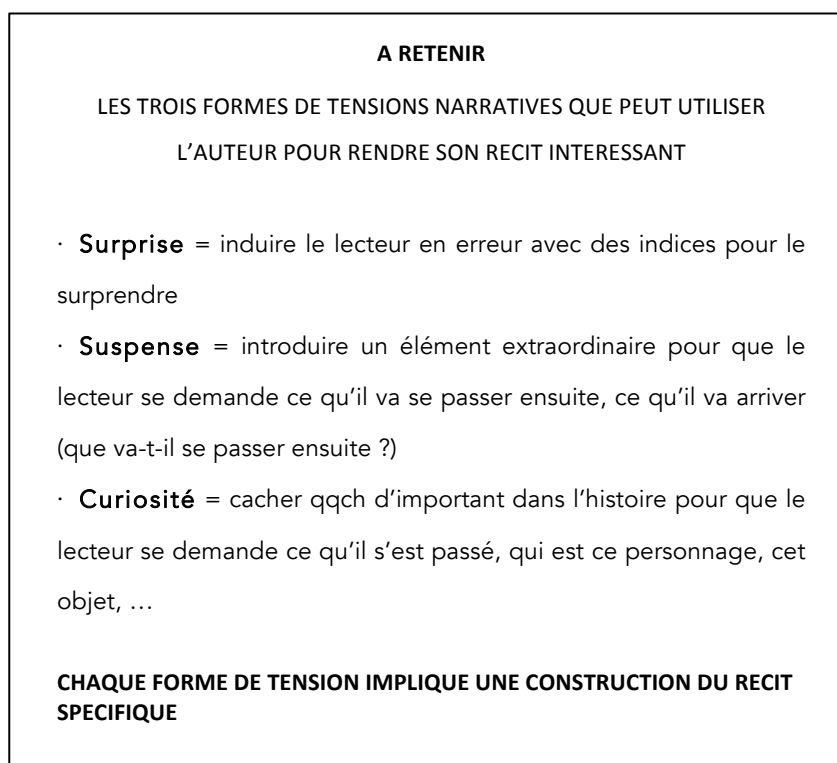 A RETENIR
LES TROIS FORMES DE TENSIONS NARRATIVES QUE PEUT UTILISER
L’AUTEUR POUR RENDRE SON RECIT INTERESSANT
· Surprise = induire le lecteur en erreur avec des indices pour le
surprendre
· Suspense = introduire un élément extraordinaire pour que le
lecteur se demande ce qu’il va se passer ensuite, ce qu’il va arriver
(que va-t-il se passer ensuite ?)
· Curiosité = cacher qqch d’important dans l’histoire pour que le
lecteur se demande ce qu’il s’est passé, qui est ce personnage, cet
objet, …
CHAQUE FORME DE TENSION IMPLIQUE UNE CONSTRUCTION DU RECIT
SPECIFIQUE